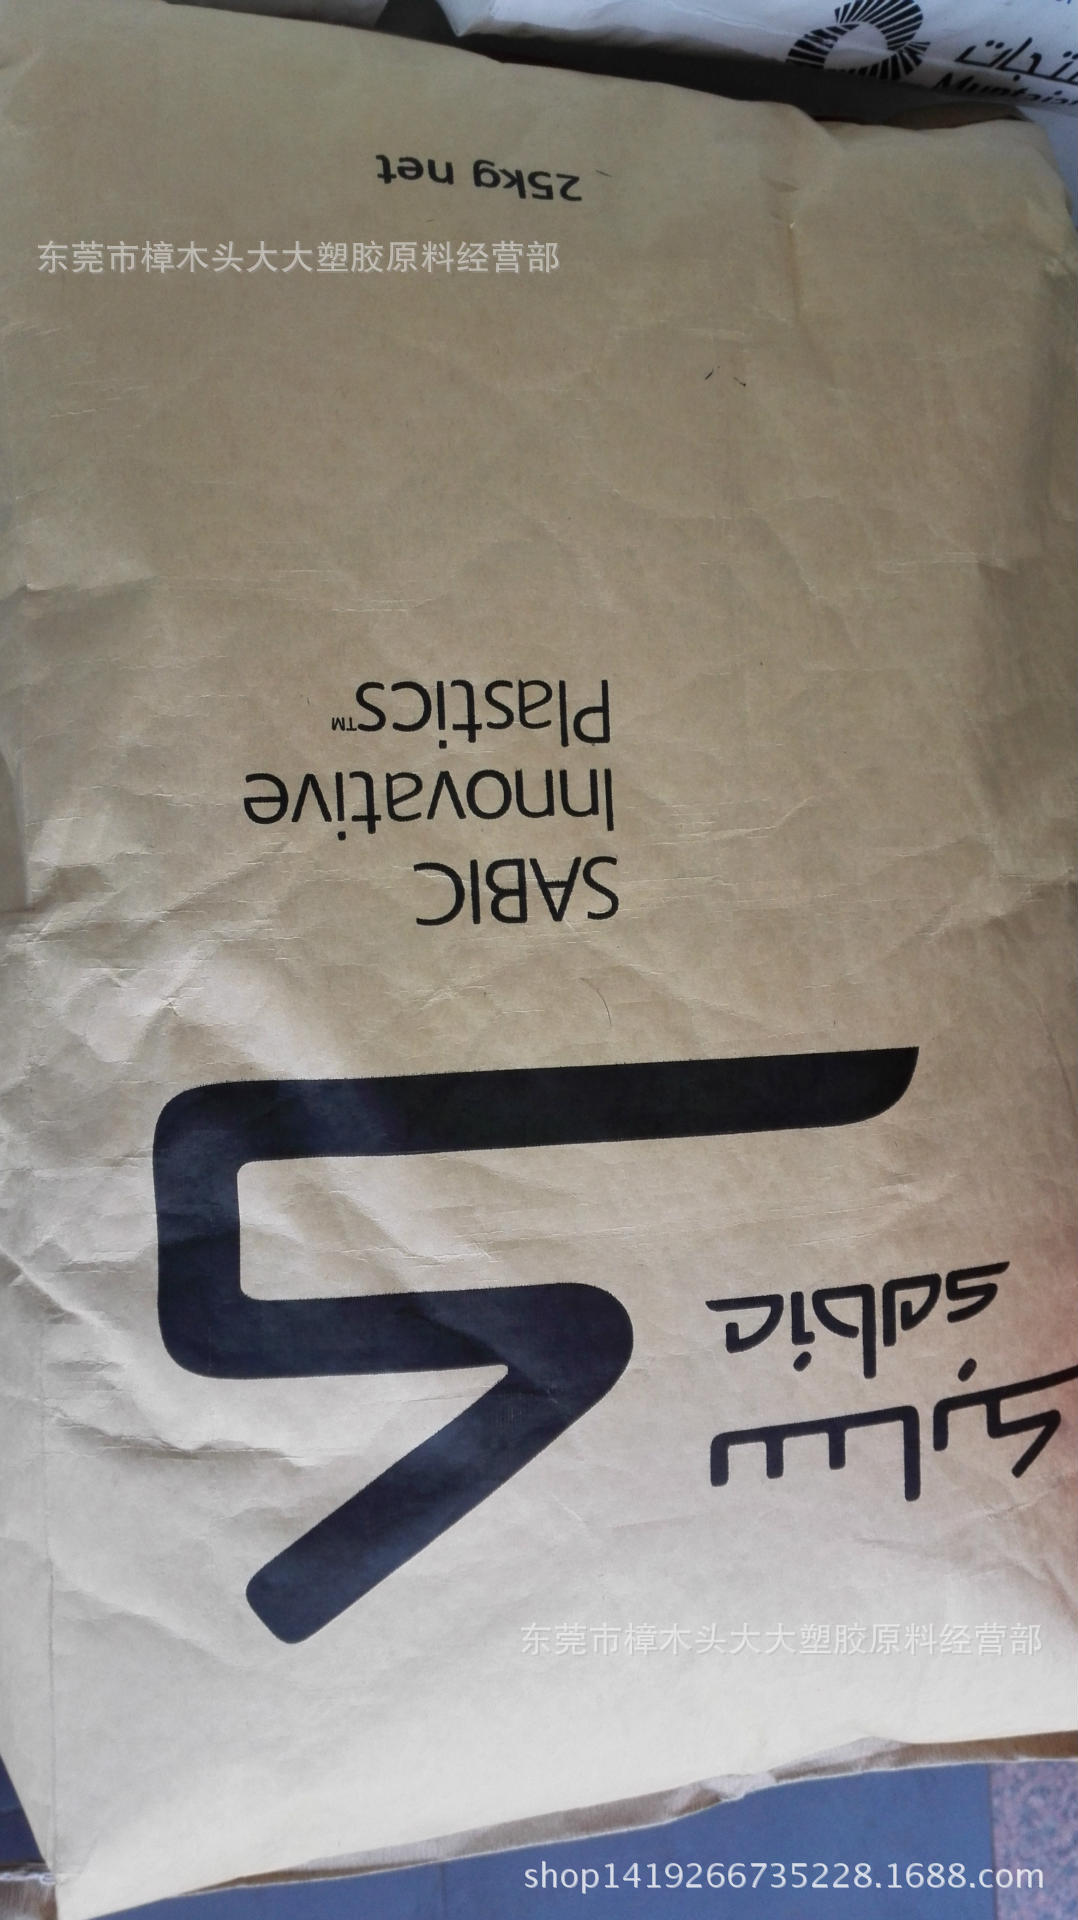 منتجات
25kg net
东莞市樟木头大大塑胶原料经营部
SABIC
Innovative
Plastics™
سابك
sabic
东莞市樟木头大大塑胶原料经营部
shop1419266735228.1688.com